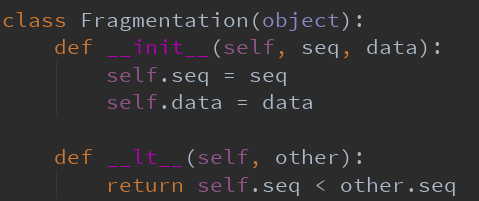 class Fragmentation(object):
    def __init__(self, seq, data):
        self.seq = seq
        self.data = data

    def __lt__(self, other):
        return self.seq < other.seq